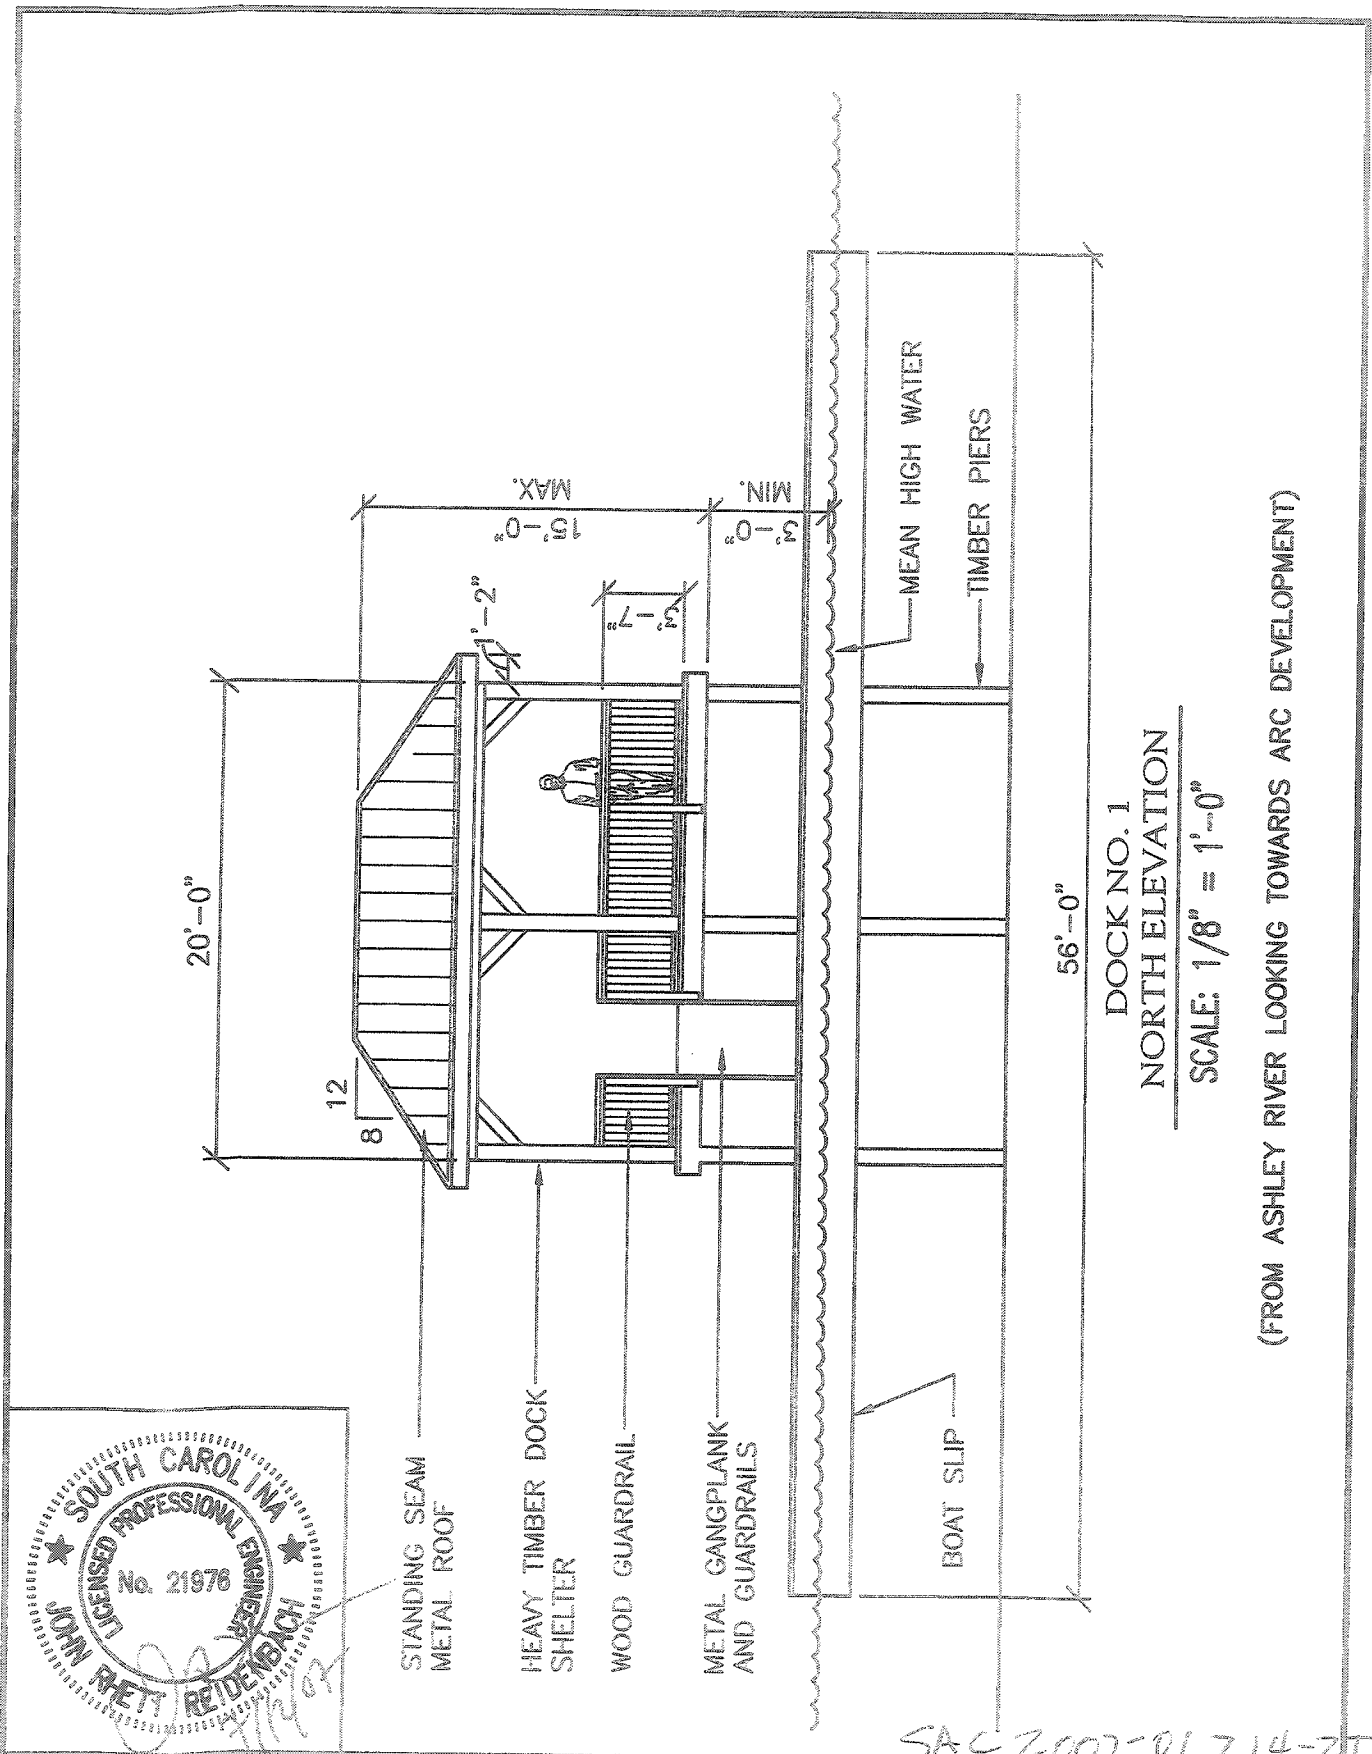 SOUTH CAROLINA
LICENSED PROFESSIONAL ENGINEER
No. 21976
JOHN RHETT REIDENBACH
STANDING SEAM
METAL ROOF
HEAVY TIMBER DOCK
SHELTER
WOOD GUARDRAIL
METAL GANGPLANK
AND GUARDRAILS
BOAT SLIP
20'-0"
12
8
1'-2"
15'-0"
MAX.
3'-7"
3'-0"
MIN.
MEAN HIGH WATER
TIMBER PIERS
56'-0"
DOCK NO. 1
NORTH ELEVATION
SCALE: 1/8" = 1'-0"
(FROM ASHLEY RIVER LOOKING TOWARDS ARC DEVELOPMENT)